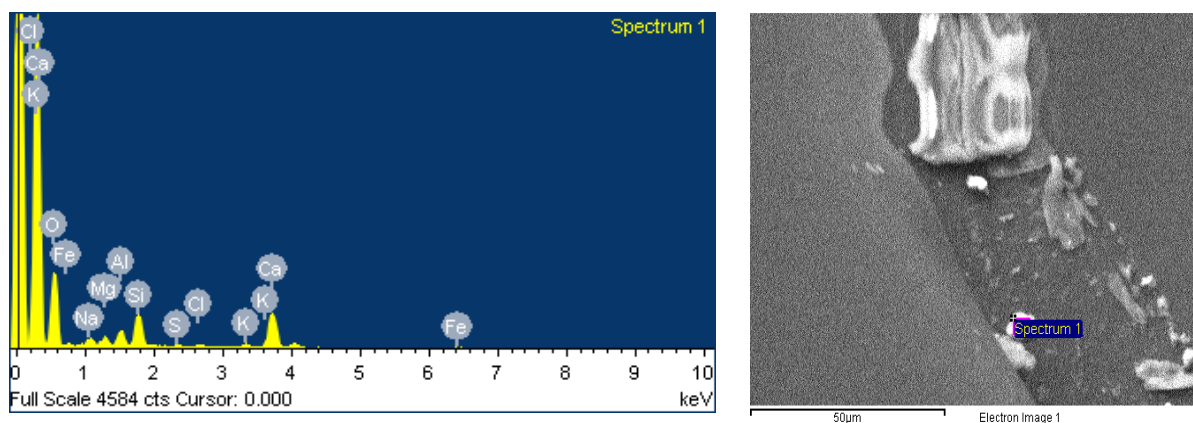 Spectrum 1
Cl
Ca
K
O
Fe
Na
Mg
Al
Si
S
Cl
K
K
Ca
Fe
0 1 2 3 4 5 6 7 8 9 10
Full Scale 4584 cts Cursor: 0.000 keV
Spectrum 1
50µm Electron Image 1